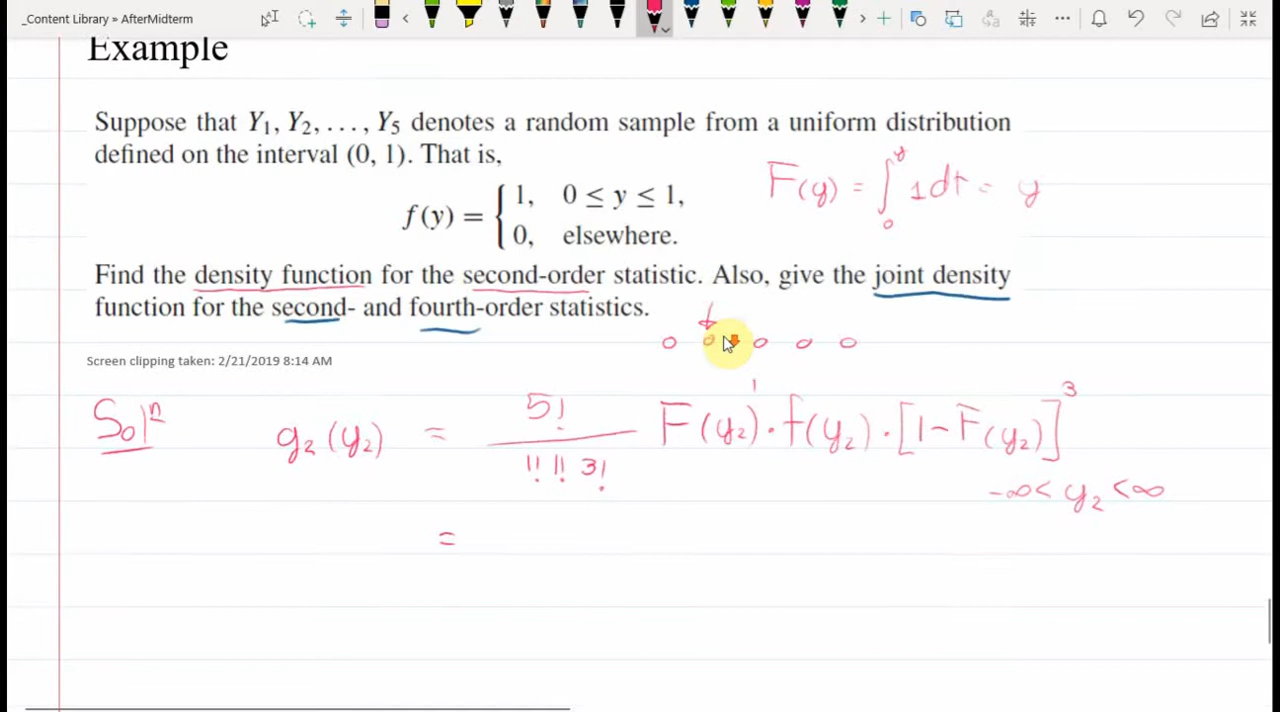 _Content Library » AfterMidterm
Example
Suppose that Y₁, Y₂, . . . , Y₅ denotes a random sample from a uniform distribution
defined on the interval (0, 1). That is,
F(y) = ∫₀ʸ 1dt = y
f(y) = { 1, 0 ≤ y ≤ 1,
0, elsewhere.
Find the density function for the second-order statistic. Also, give the joint density
function for the second- and fourth-order statistics.
Screen clipping taken: 2/21/2019 8:14 AM
Solⁿ g₂(y₂) = 5! / 1! 1! 3! F(y₂)¹ · f(y₂) · [1 - F(y₂)]³
-∞ < y₂ < ∞
=